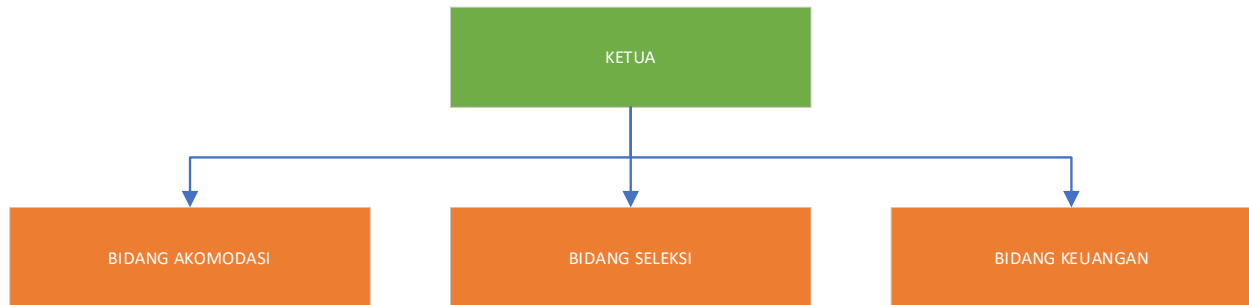 KETUA
BIDANG AKOMODASI
BIDANG SELEKSI
BIDANG KEUANGAN